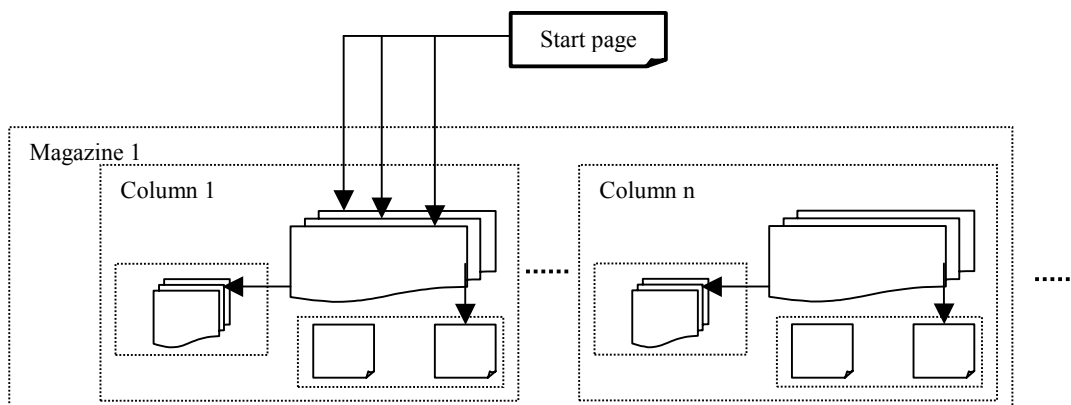 Start page
Magazine 1
Column 1
Column n
......
.....